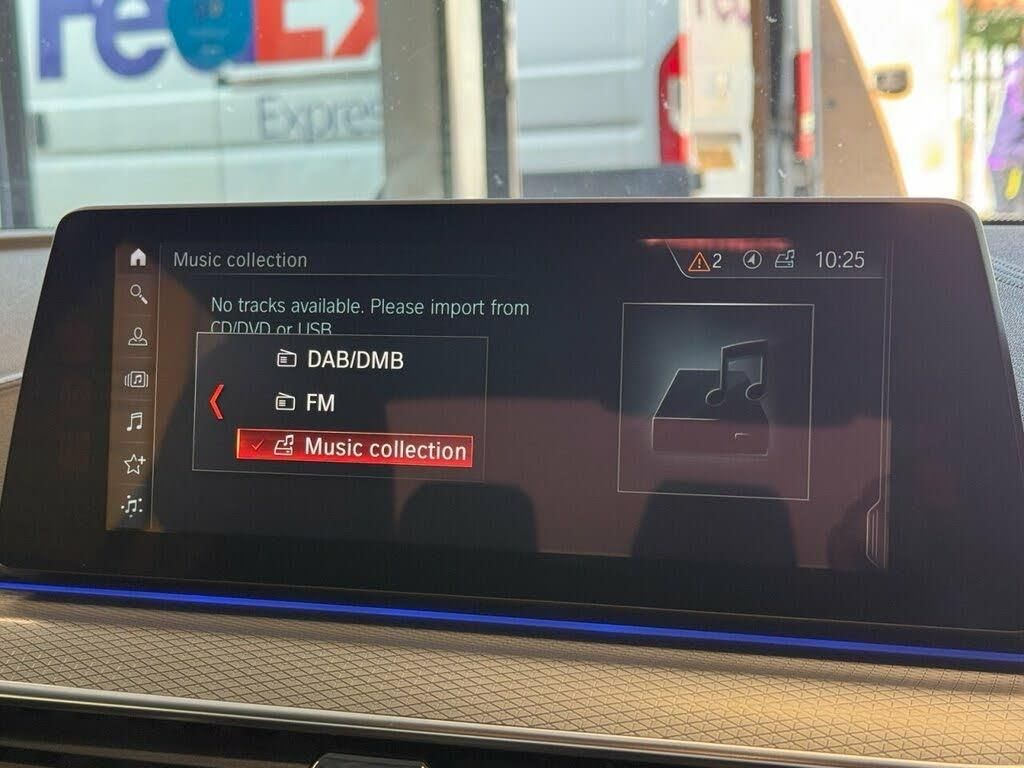 FedEx
Express
Music collection
2
10:25
No tracks available. Please import from
CD/DVD or USB
DAB/DMB
FM
Music collection